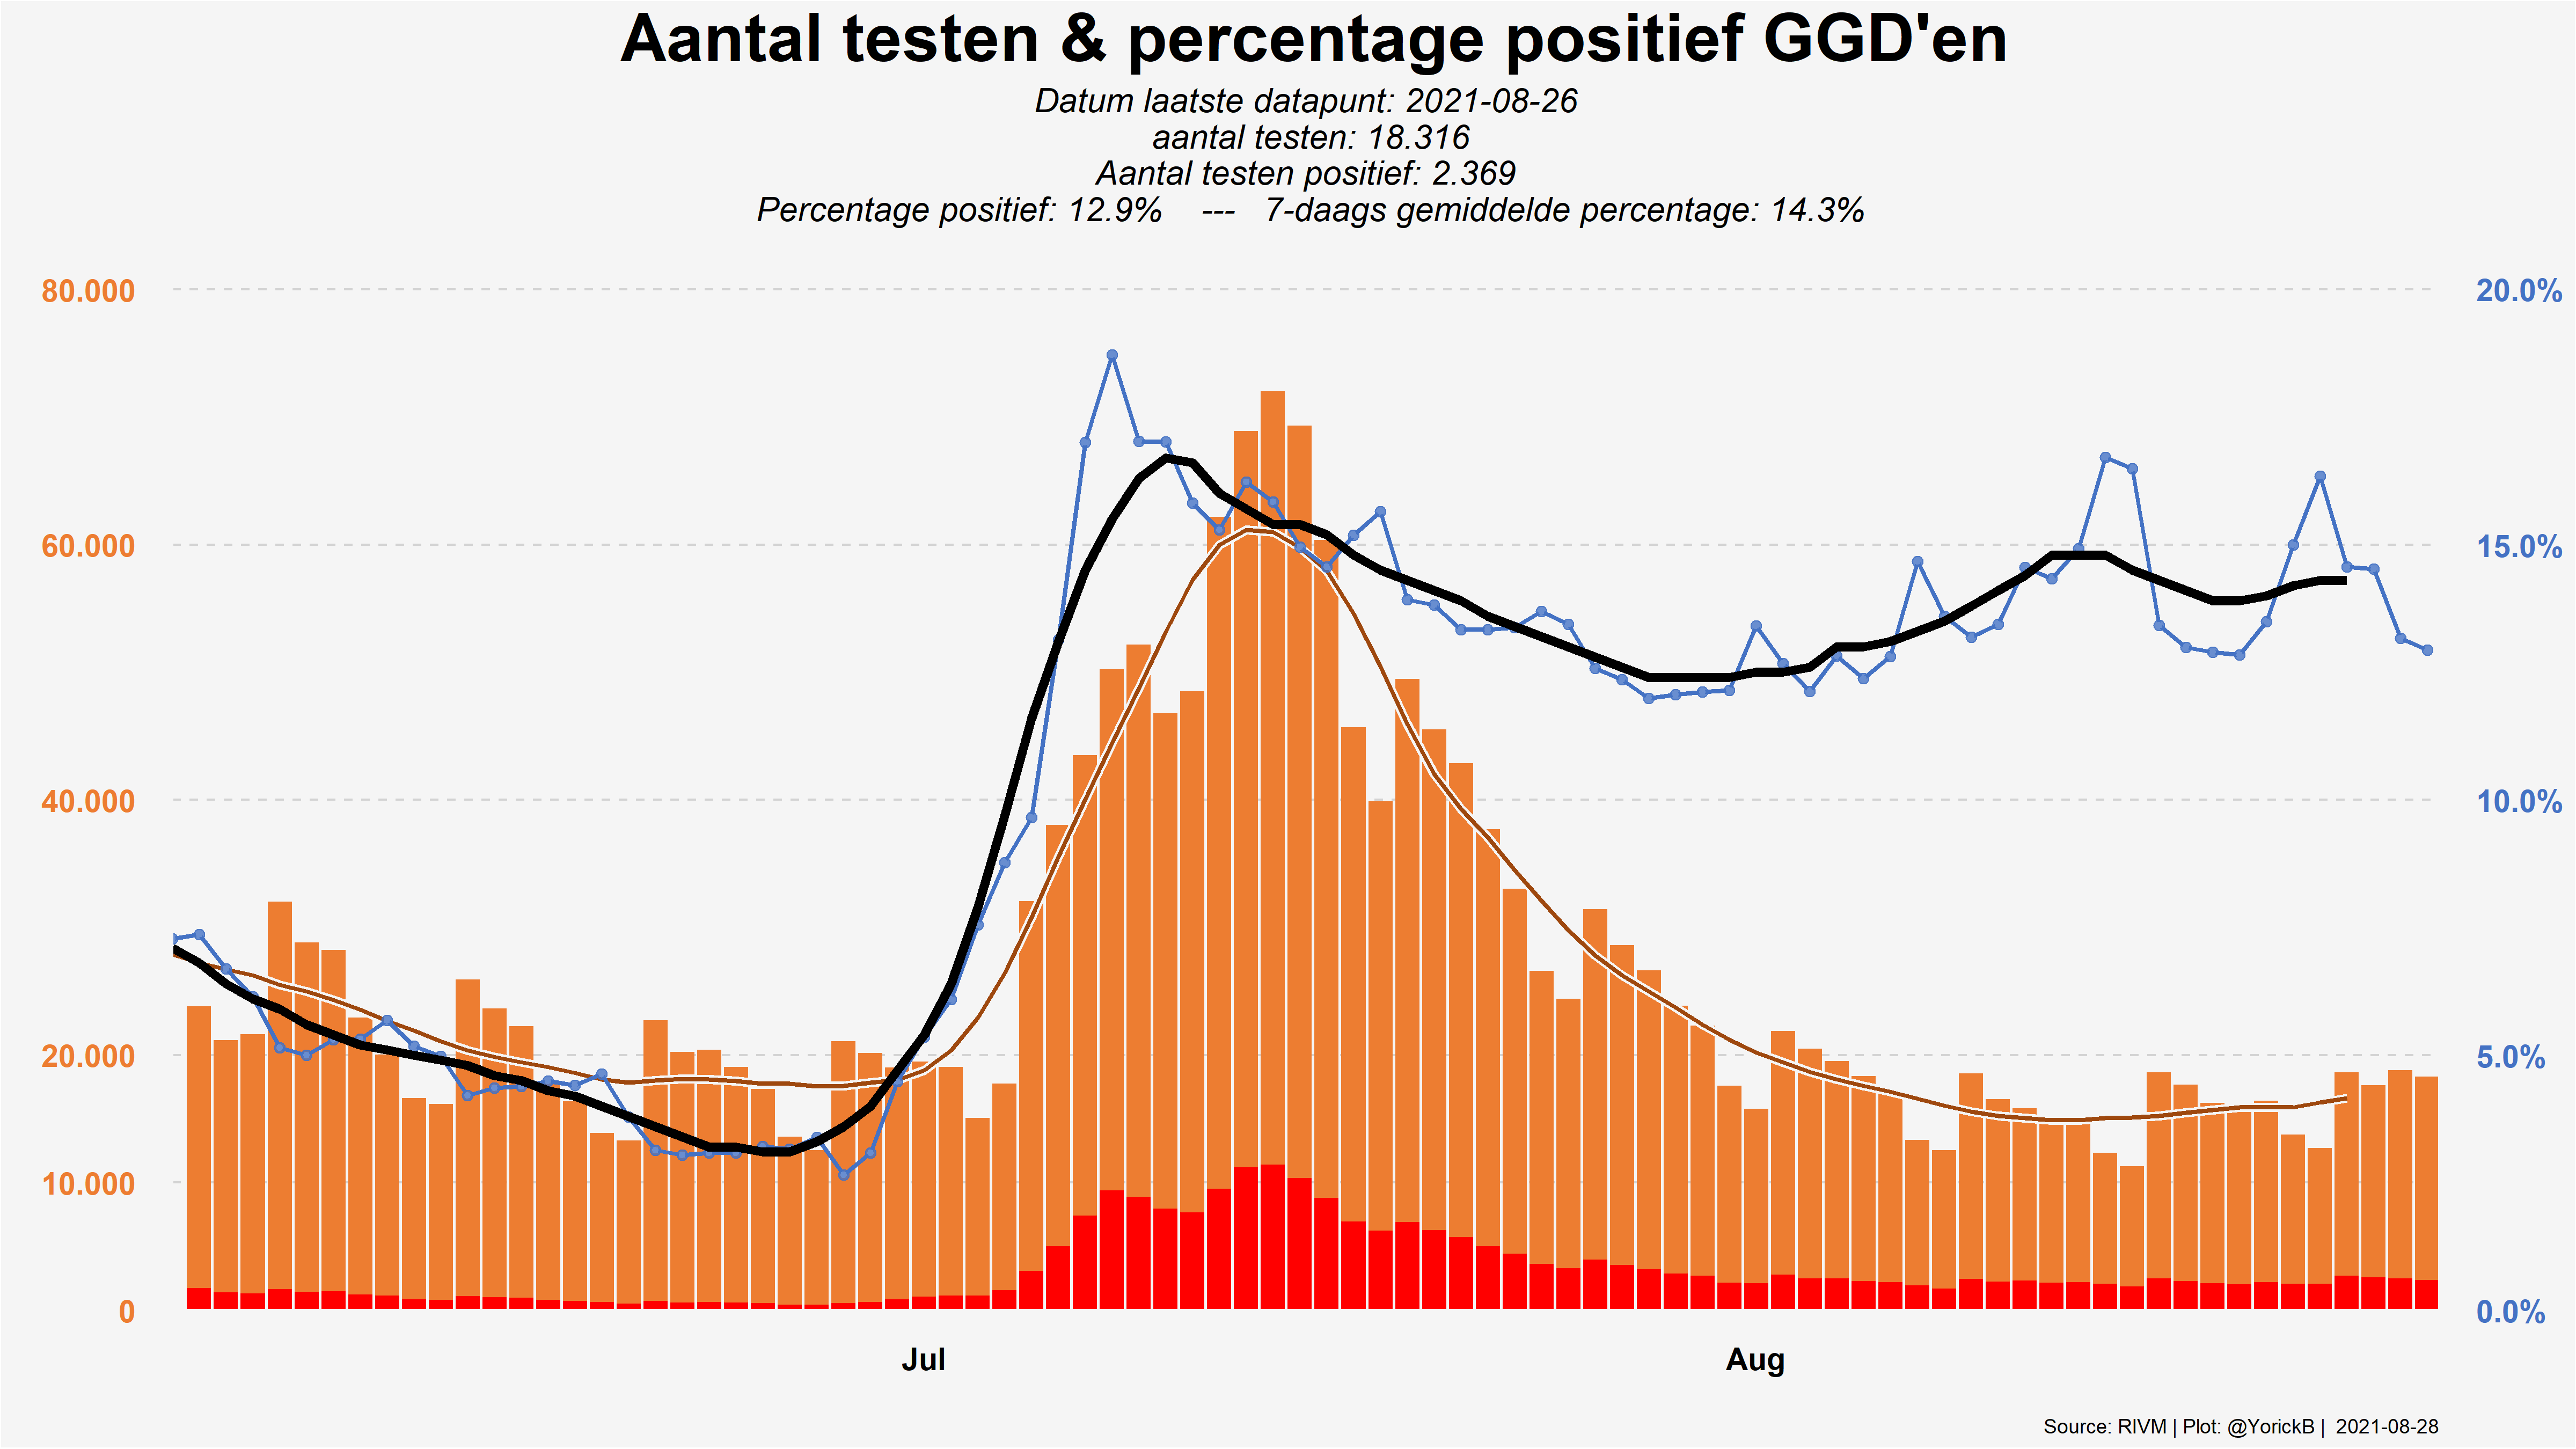 Aantal testen & percentage positief GGD'en
Datum laatste datapunt: 2021-08-26
aantal testen: 18.316
Aantal testen positief: 2.369
Percentage positief: 12.9% --- 7-daags gemiddelde percentage: 14.3%
80.000
20.0%
60.000
15.0%
40.000
10.0%
20.000
5.0%
10.000
0
0.0%
Jul
Aug
Source: RIVM | Plot: @YorickB | 2021-08-28